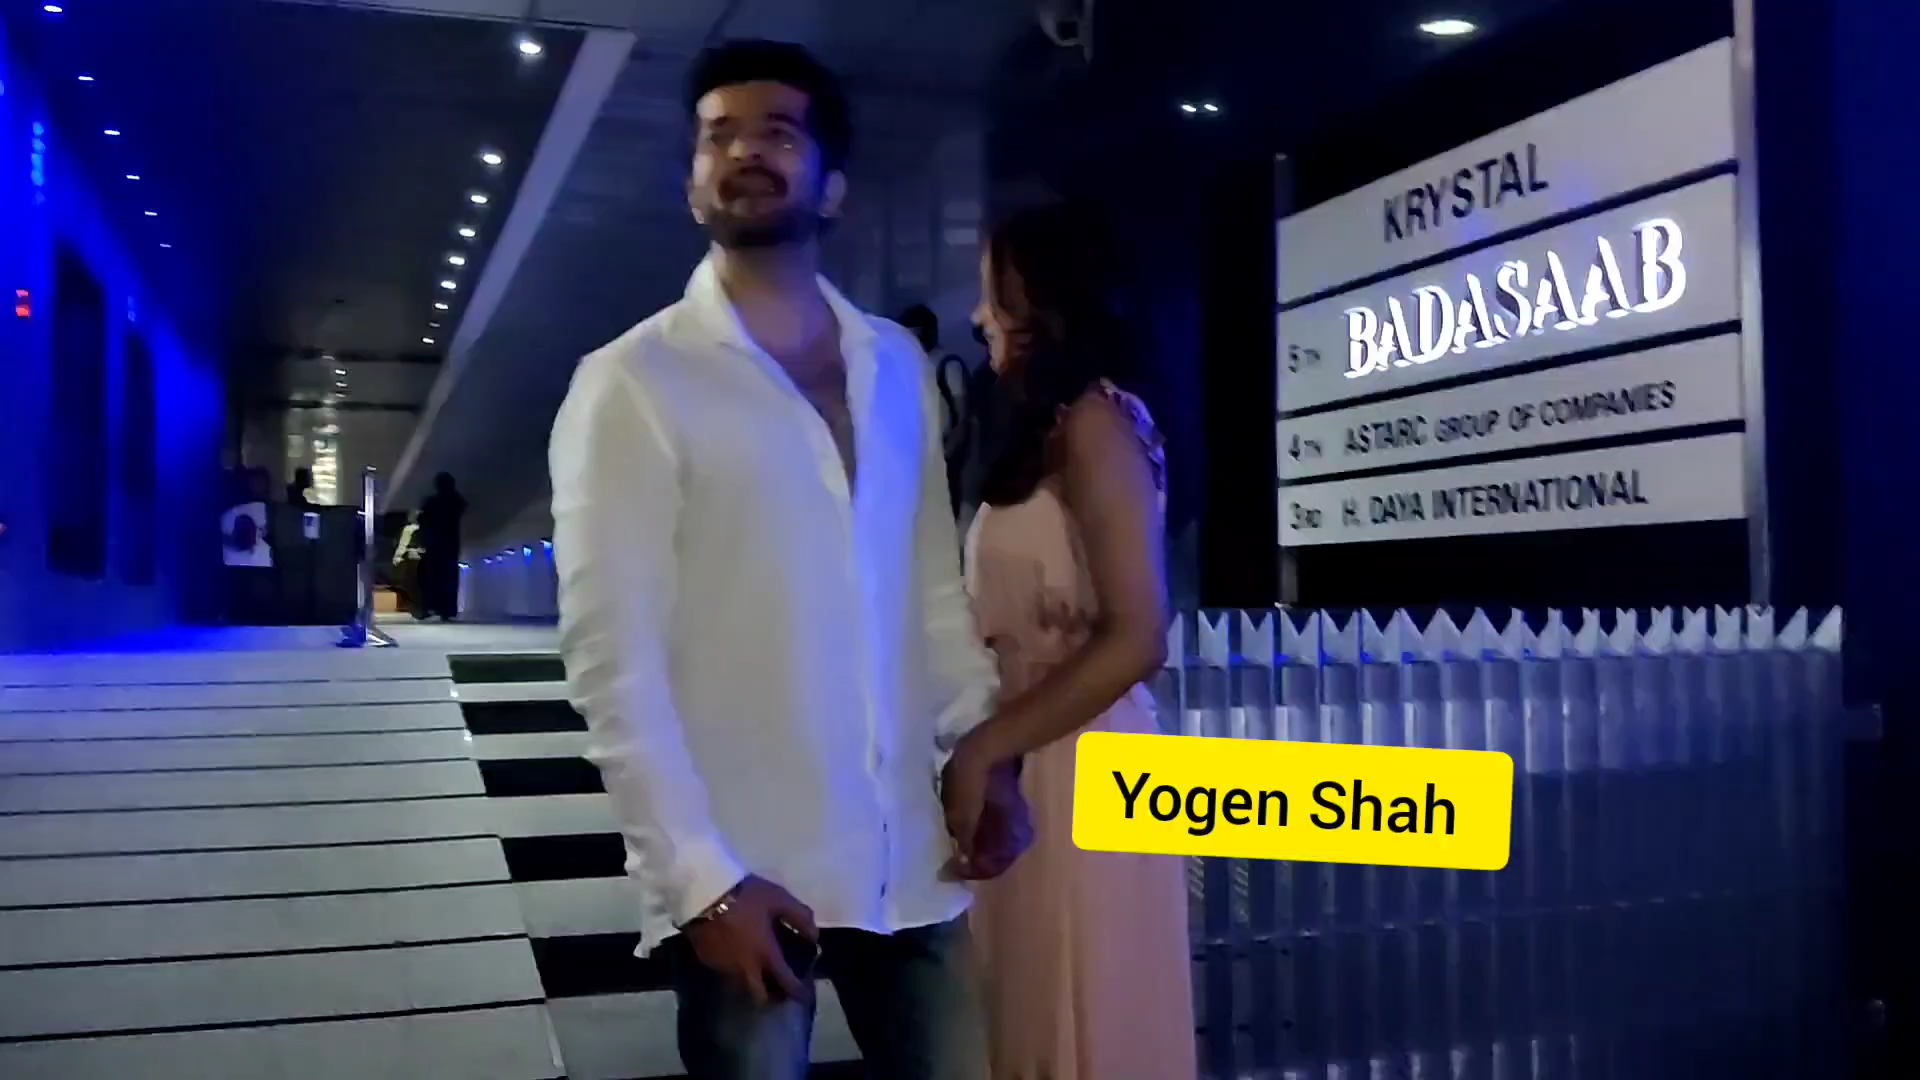 KRYSTAL
5TH BADASAAB
4TH ASTARC GROUP OF COMPANIES
3RD H. DAYA INTERNATIONAL
Yogen Shah